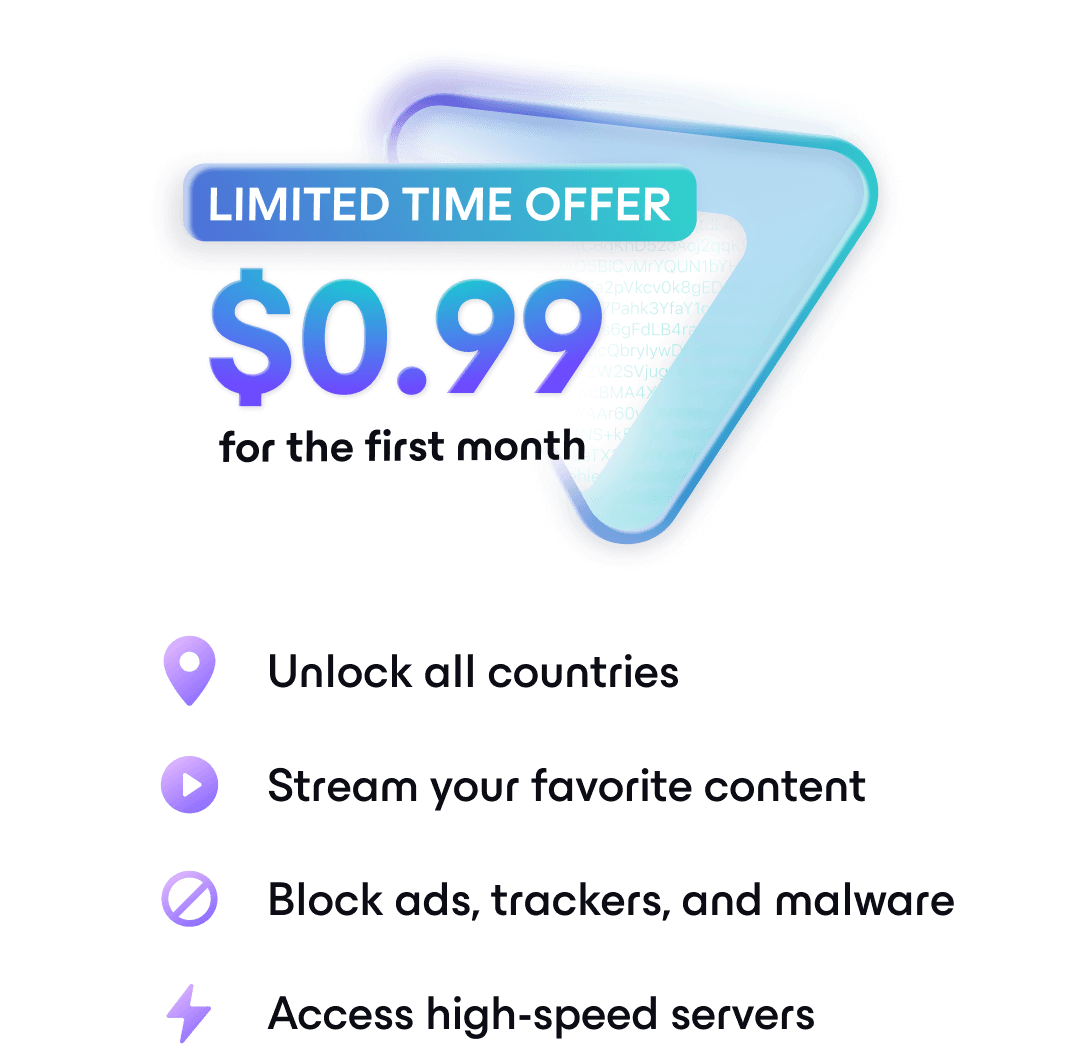 LIMITED TIME OFFER
$0.99
for the first month
Unlock all countries
Stream your favorite content
Block ads, trackers, and malware
Access high-speed servers